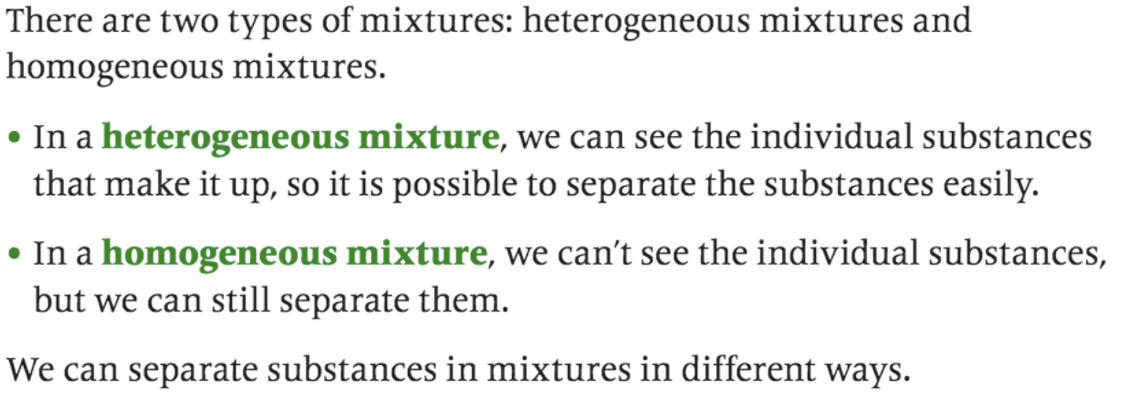 There are two types of mixtures: heterogeneous mixtures and
homogeneous mixtures.
• In a heterogeneous mixture, we can see the individual substances
that make it up, so it is possible to separate the substances easily.
• In a homogeneous mixture, we can’t see the individual substances,
but we can still separate them.
We can separate substances in mixtures in different ways.